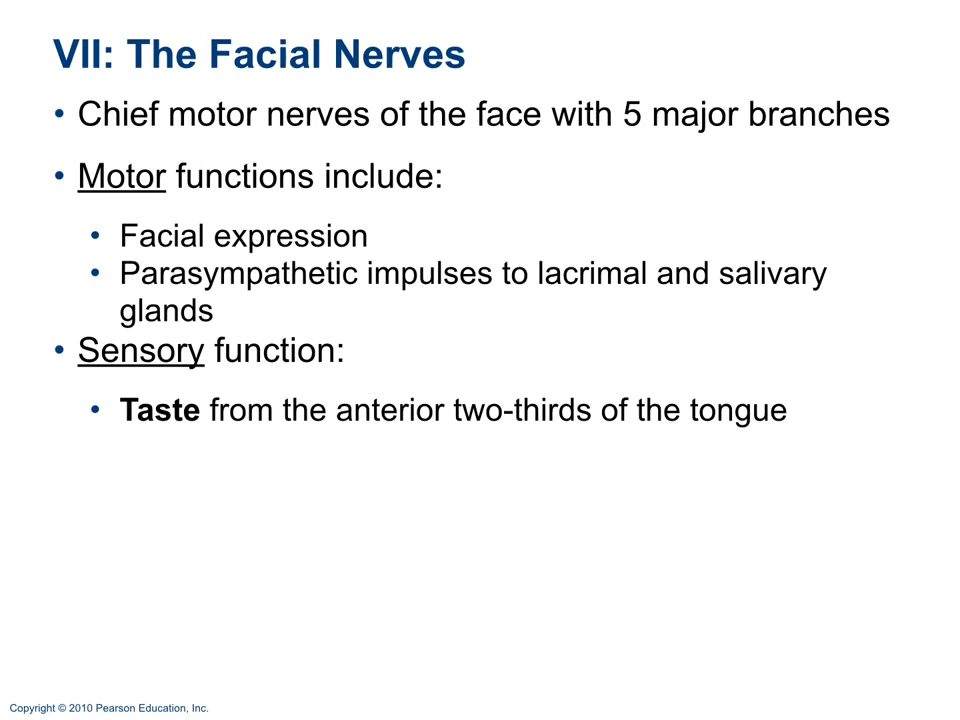 VII: The Facial Nerves
• Chief motor nerves of the face with 5 major branches
• Motor functions include:
• Facial expression
• Parasympathetic impulses to lacrimal and salivary
glands
• Sensory function:
• Taste from the anterior two-thirds of the tongue
Copyright © 2010 Pearson Education, Inc.